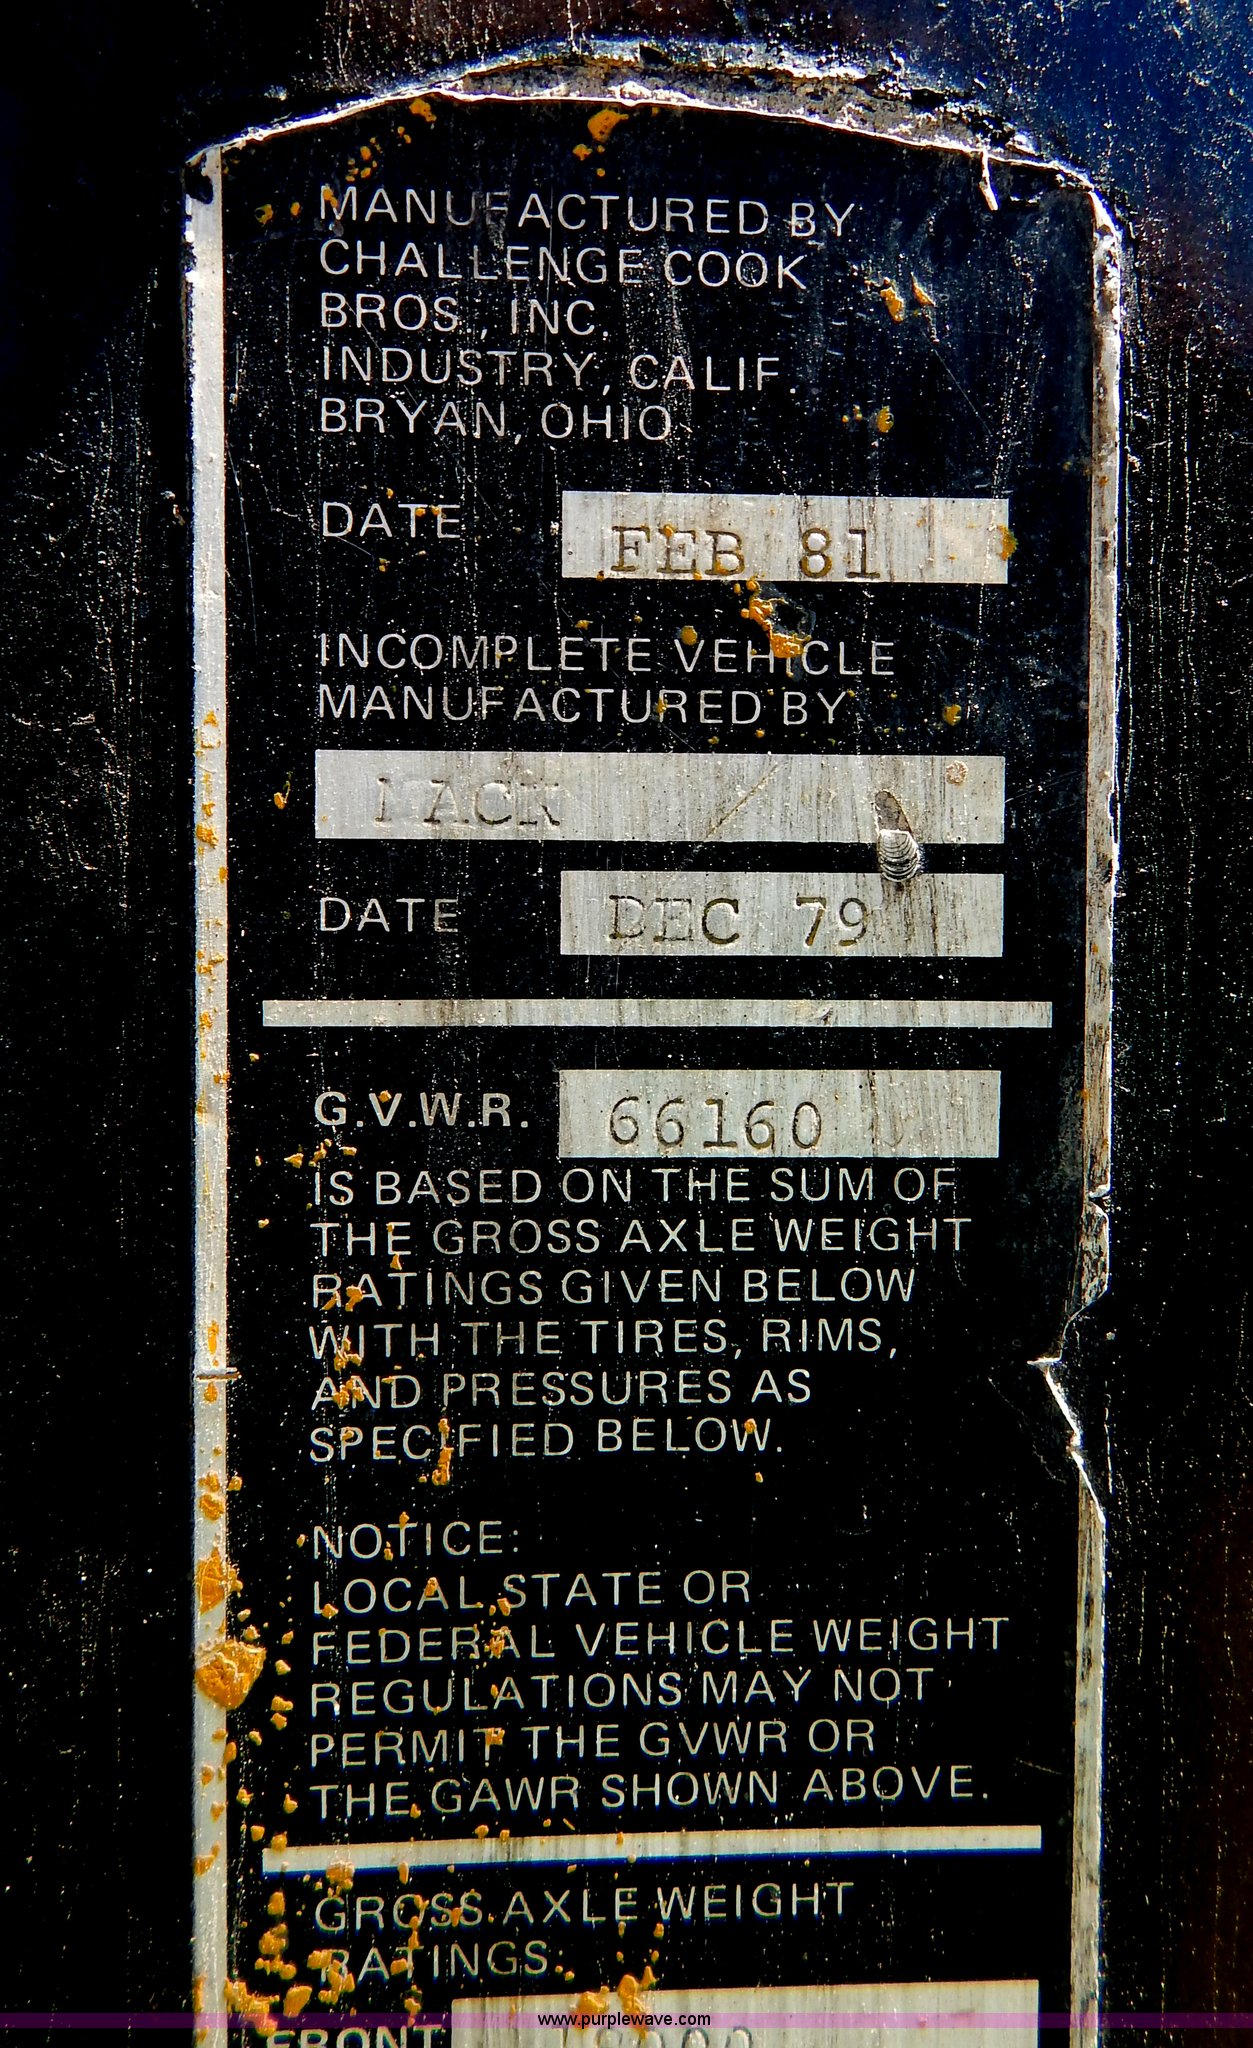 MANUFACTURED BY
CHALLENGE COOK
BROS., INC.
INDUSTRY, CALIF.
BRYAN, OHIO
DATE FEB 81
INCOMPLETE VEHICLE
MANUFACTURED BY
MACK
DATE DEC 79
G.V.W.R. 66160
IS BASED ON THE SUM OF
THE GROSS AXLE WEIGHT
RATINGS GIVEN BELOW
WITH THE TIRES, RIMS,
AND PRESSURES AS
SPECIFIED BELOW.
NOTICE:
LOCAL, STATE OR
FEDERAL VEHICLE WEIGHT
REGULATIONS MAY NOT
PERMIT THE GVWR OR
THE GAWR SHOWN ABOVE.
GROSS AXLE WEIGHT
RATINGS:
FRONT
www.purplewave.com